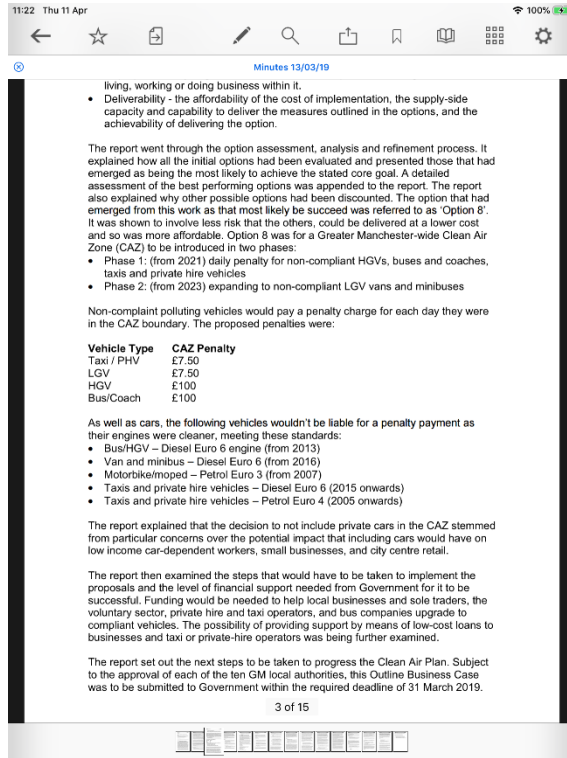 11:22 Thu 11 Apr
100%
Minutes 13/03/19
living, working or doing business within it.
• Deliverability - the affordability of the cost of implementation, the supply-side
capacity and capability to deliver the measures outlined in the options, and the
achievability of delivering the option.
The report went through the option assessment, analysis and refinement process. It
explained how all the initial options had been evaluated and presented those that had
emerged as being the most likely to achieve the stated core goal. A detailed
assessment of the best performing options was appended to the report. The report
also explained why other possible options had been discounted. The option that had
emerged from this work as that most likely be succeed was referred to as 'Option 8'.
It was shown to involve less risk that the others, could be delivered at a lower cost
and so was more affordable. Option 8 was for a Greater Manchester-wide Clean Air
Zone (CAZ) to be introduced in two phases:
• Phase 1: (from 2021) daily penalty for non-compliant HGVs, buses and coaches,
taxis and private hire vehicles
• Phase 2: (from 2023) expanding to non-compliant LGV vans and minibuses
Non-complaint polluting vehicles would pay a penalty charge for each day they were
in the CAZ boundary. The proposed penalties were:
Vehicle Type CAZ Penalty
Taxi / PHV £7.50
LGV £7.50
HGV £100
Bus/Coach £100
As well as cars, the following vehicles wouldn't be liable for a penalty payment as
their engines were cleaner, meeting these standards:
• Bus/HGV – Diesel Euro 6 engine (from 2013)
• Van and minibus – Diesel Euro 6 (from 2016)
• Motorbike/moped – Petrol Euro 3 (from 2007)
• Taxis and private hire vehicles – Diesel Euro 6 (2015 onwards)
• Taxis and private hire vehicles – Petrol Euro 4 (2005 onwards)
The report explained that the decision to not include private cars in the CAZ stemmed
from particular concerns over the potential impact that including cars would have on
low income car-dependent workers, small businesses, and city centre retail.
The report then examined the steps that would have to be taken to implement the
proposals and the level of financial support needed from Government for it to be
successful. Funding would be needed to help local businesses and sole traders, the
voluntary sector, private hire and taxi operators, and bus companies upgrade to
compliant vehicles. The possibility of providing support by means of low-cost loans to
businesses and taxi or private-hire operators was being further examined.
The report set out the next steps to be taken to progress the Clean Air Plan. Subject
to the approval of each of the ten GM local authorities, this Outline Business Case
was to be submitted to Government within the required deadline of 31 March 2019.
3 of 15